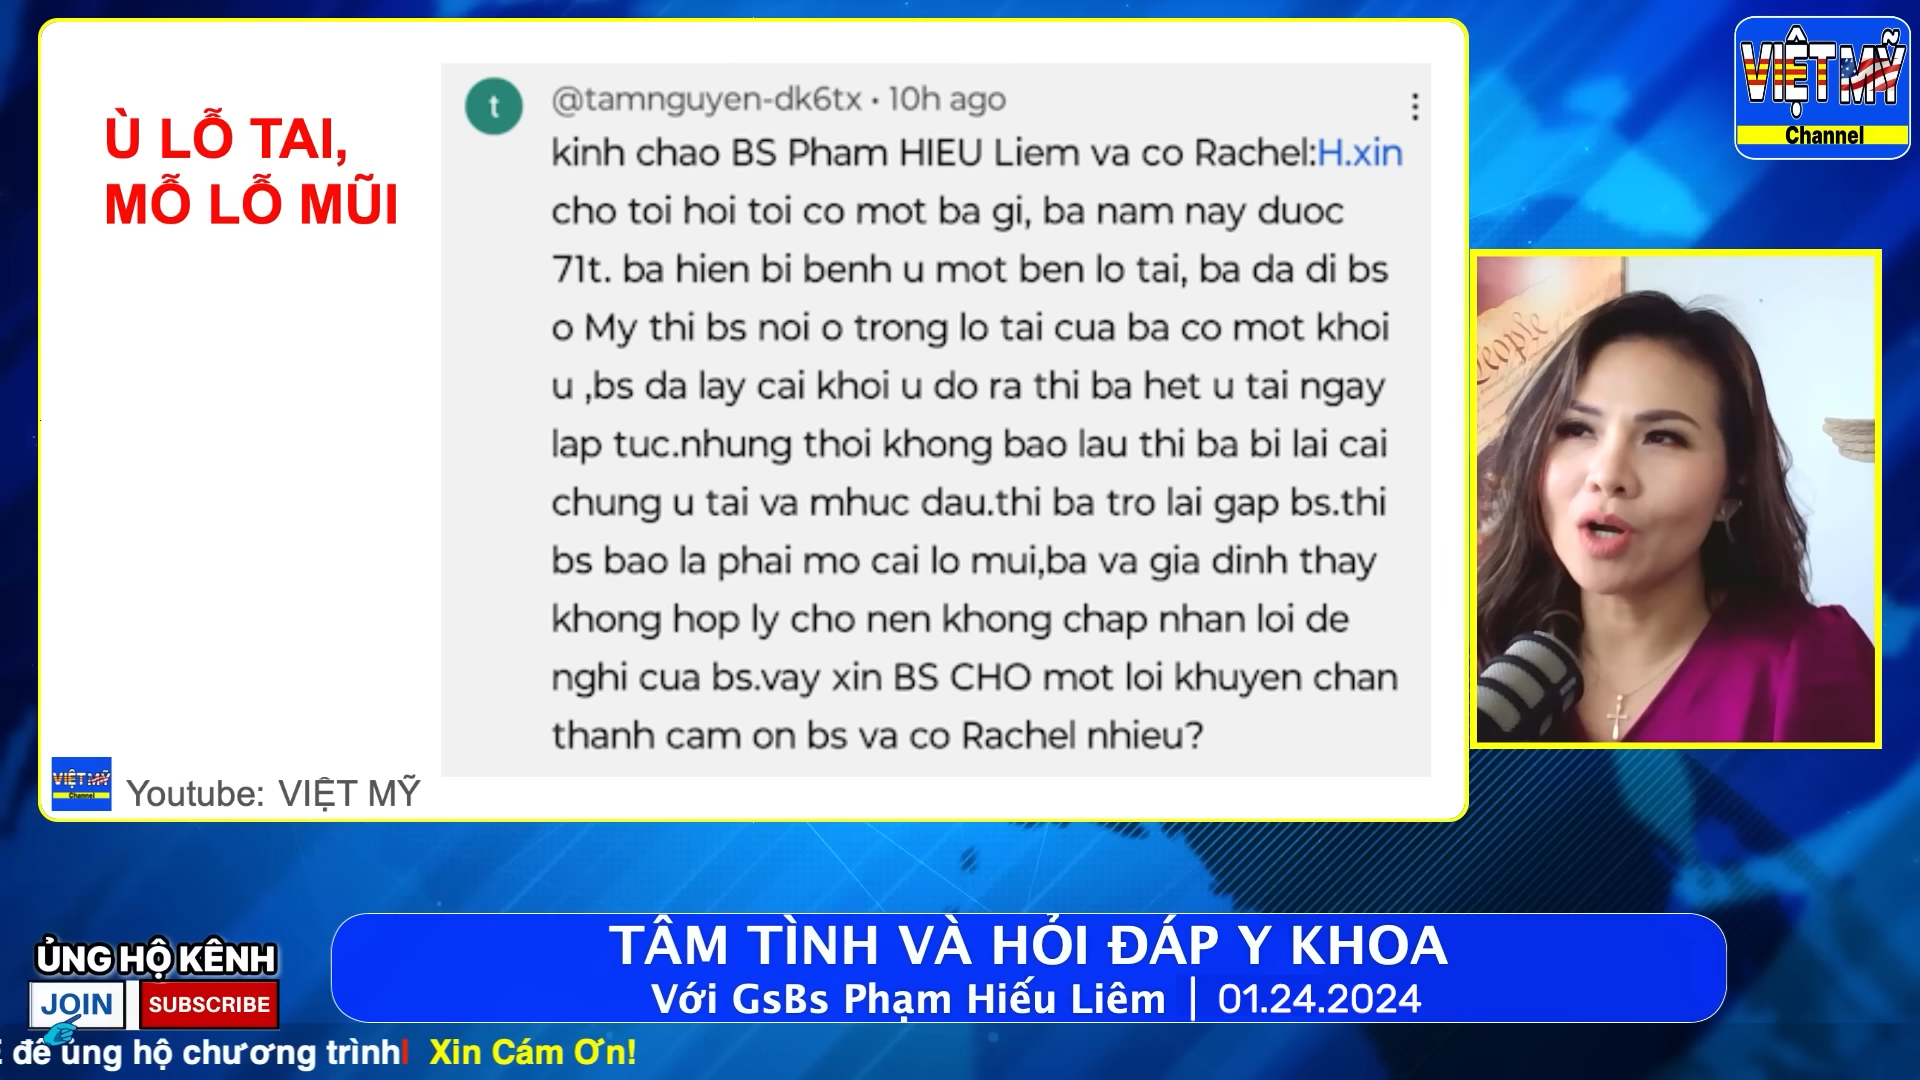 Ù LỖ TAI,
MỖ LỖ MŨI
t
@tamnguyen-dk6tx • 10h ago
kinh chao BS Pham HIEU Liem va co Rachel:H.xin
cho toi hoi toi co mot ba gi, ba nam nay duoc
71t. ba hien bi benh u mot ben lo tai, ba da di bs
o My thi bs noi o trong lo tai cua ba co mot khoi
u ,bs da lay cai khoi u do ra thi ba het u tai ngay
lap tuc.nhung thoi khong bao lau thi ba bi lai cai
chung u tai va mhuc dau.thi ba tro lai gap bs.thi
bs bao la phai mo cai lo mui,ba va gia dinh thay
khong hop ly cho nen khong chap nhan loi de
nghi cua bs.vay xin BS CHO mot loi khuyen chan
thanh cam on bs va co Rachel nhieu?
VIỆT MỸ
Channel
Youtube: VIỆT MỸ
VIỆT MỸ
Channel
People
TÂM TÌNH VÀ HỎI ĐÁP Y KHOA
Với GsBs Phạm Hiếu Liêm | 01.24.2024
ỦNG HỘ KÊNH
JOIN
SUBSCRIBE
để ủng hộ chương trình! Xin Cám Ơn!